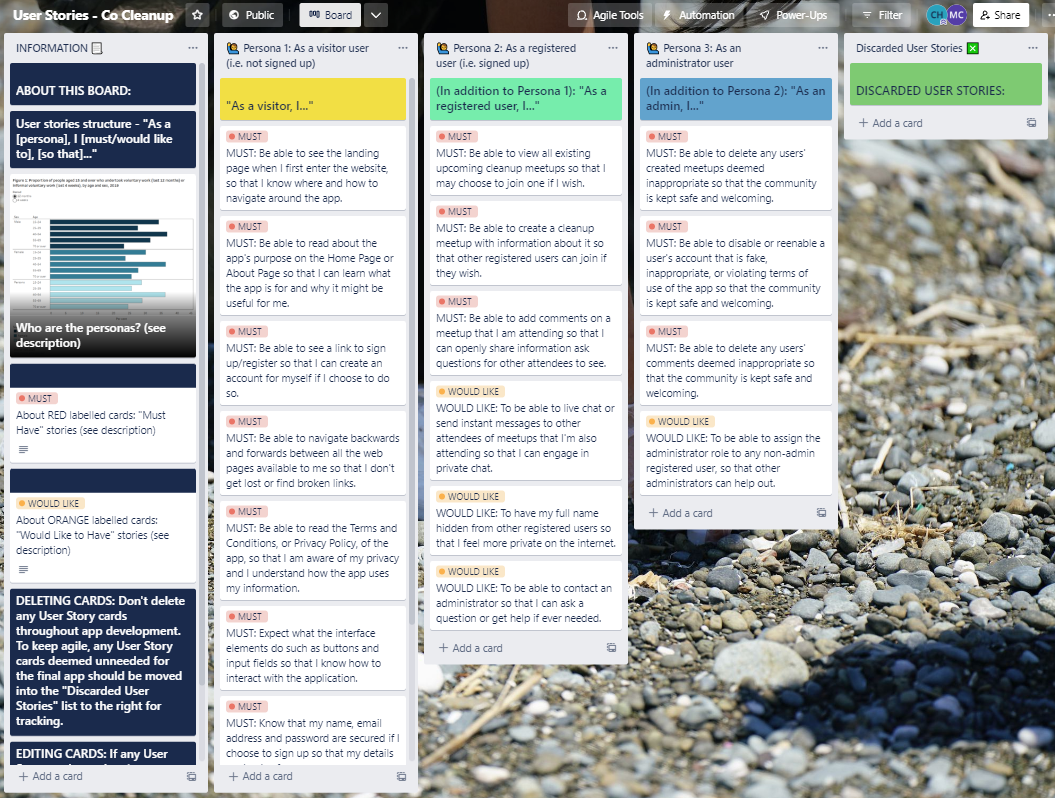 User Stories - Co Cleanup
Public
Board
Agile Tools
Automation
Power-Ups
Filter
CH
MC
Share
INFORMATION
ABOUT THIS BOARD:
User stories structure - "As a
[persona], I [must/would like
to], [so that]..."
Who are the personas? (see
description)
MUST
About RED labelled cards: "Must
Have" stories (see description)
WOULD LIKE
About ORANGE labelled cards:
"Would Like to Have" stories (see
description)
DELETING CARDS: Don't delete
any User Story cards
throughout app development.
To keep agile, any User Story
cards deemed unneeded for
the final app should be moved
into the "Discarded User
Stories" list to the right for
tracking.
EDITING CARDS: If any User
Add a card
Persona 1: As a visitor user
(i.e. not signed up)
"As a visitor, I..."
MUST
MUST: Be able to see the landing
page when I first enter the website,
so that I know where and how to
navigate around the app.
MUST
MUST: Be able to read about the
app's purpose on the Home Page or
About Page so that I can learn what
the app is for and why it might be
useful for me.
MUST
MUST: Be able to see a link to sign
up/register so that I can create an
account for myself if I choose to do
so.
MUST
MUST: Be able to navigate backwards
and forwards between all the web
pages available to me so that I don't
get lost or find broken links.
MUST
MUST: Be able to read the Terms and
Conditions, or Privacy Policy, of the
app, so that I am aware of my privacy
and I understand how the app uses
my information.
MUST
MUST: Expect what the interface
elements do such as buttons and
input fields so that I know how to
interact with the application.
MUST
MUST: Know that my name, email
address and password are secured if I
choose to sign up so that my details
Add a card
Persona 2: As a registered
user (i.e. signed up)
(In addition to Persona 1): "As a
registered user, I..."
MUST
MUST: Be able to view all existing
upcoming cleanup meetups so that I
may choose to join one if I wish.
MUST
MUST: Be able to create a cleanup
meetup with information about it so
that other registered users can join if
they wish.
MUST
MUST: Be able to add comments on a
meetup that I am attending so that I
can openly share information ask
questions for other attendees to see.
WOULD LIKE
WOULD LIKE: To be able to live chat or
send instant messages to other
attendees of meetups that I'm also
attending so that I can engage in
private chat.
WOULD LIKE
WOULD LIKE: To have my full name
hidden from other registered users so
that I feel more private on the internet.
WOULD LIKE
WOULD LIKE: To be able to contact an
administrator so that I can ask a
question or get help if ever needed.
Add a card
Persona 3: As an
administrator user
(In addition to Persona 2): "As an
admin, I..."
MUST
MUST: Be able to delete any users'
created meetups deemed
inappropriate so that the community
is kept safe and welcoming.
MUST
MUST: Be able to disable or reenable a
user's account that is fake,
inappropriate, or violating terms of
use of the app so that the community
is kept safe and welcoming.
MUST
MUST: Be able to delete any users'
comments deemed inappropriate so
that the community is kept safe and
welcoming.
WOULD LIKE
WOULD LIKE: To be able to assign the
administrator role to any non-admin
registered user, so that other
administrators can help out.
Add a card
Discarded User Stories
DISCARDED USER STORIES:
Add a card